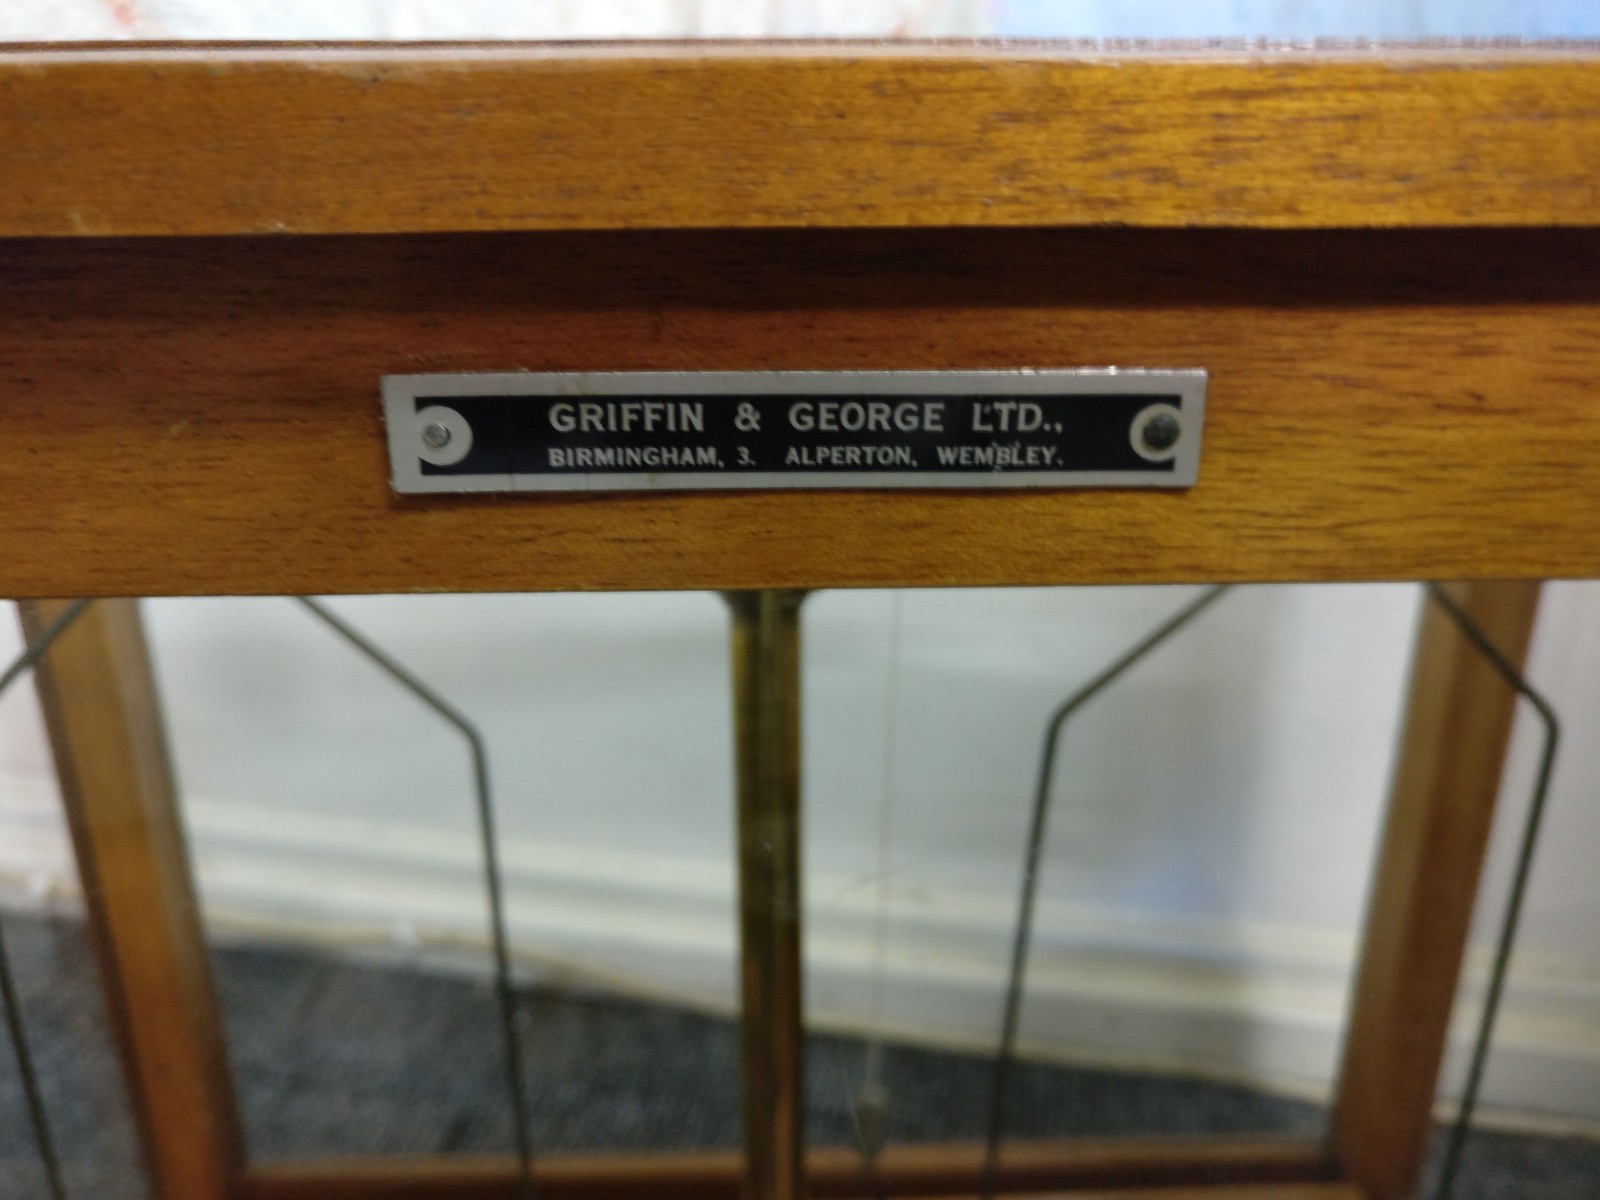 GRIFFIN & GEORGE LTD.,
BIRMINGHAM, 3. ALPERTON, WEMBLEY.